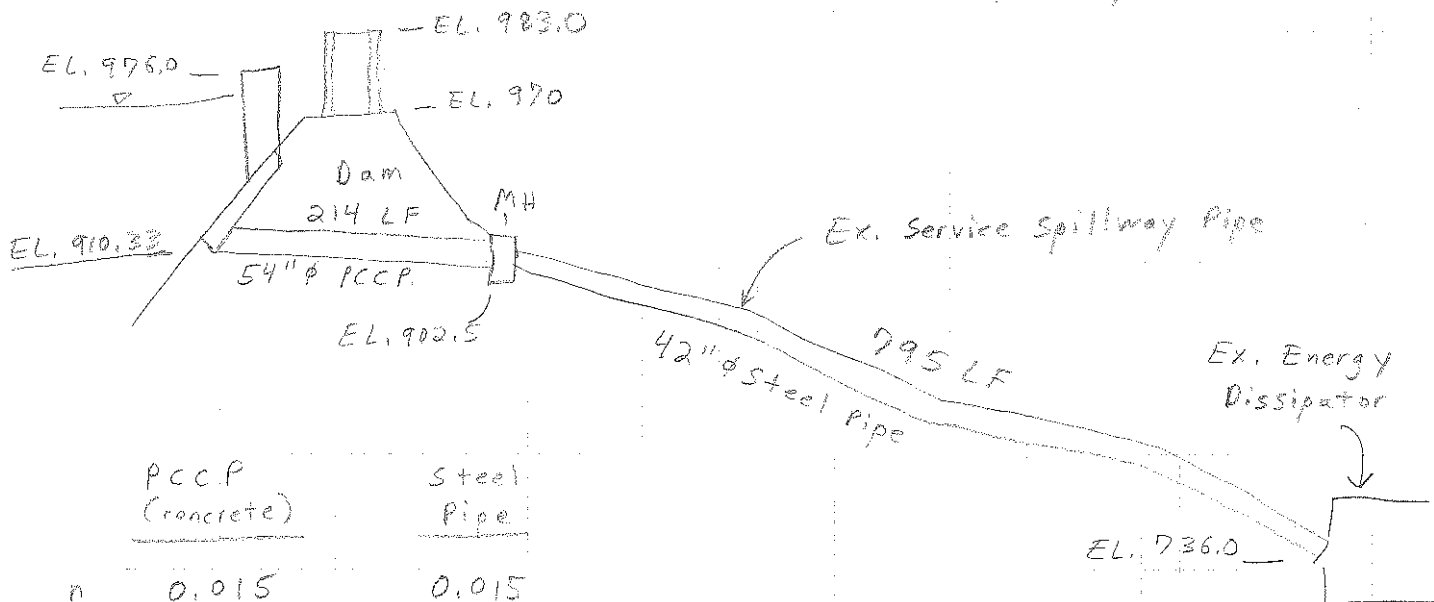 EL. 983.0
EL. 976.0
EL. 970
Dam
214 LF
MH
EL. 910.33
54"ϕ PCCP
EL. 902.5
Ex. Service Spillway Pipe
795 LF
42"ϕ Steel Pipe
Ex. Energy
Dissipator
EL. 736.0
PCCP
(concrete)
Steel
Pipe
n 0.015 0.015